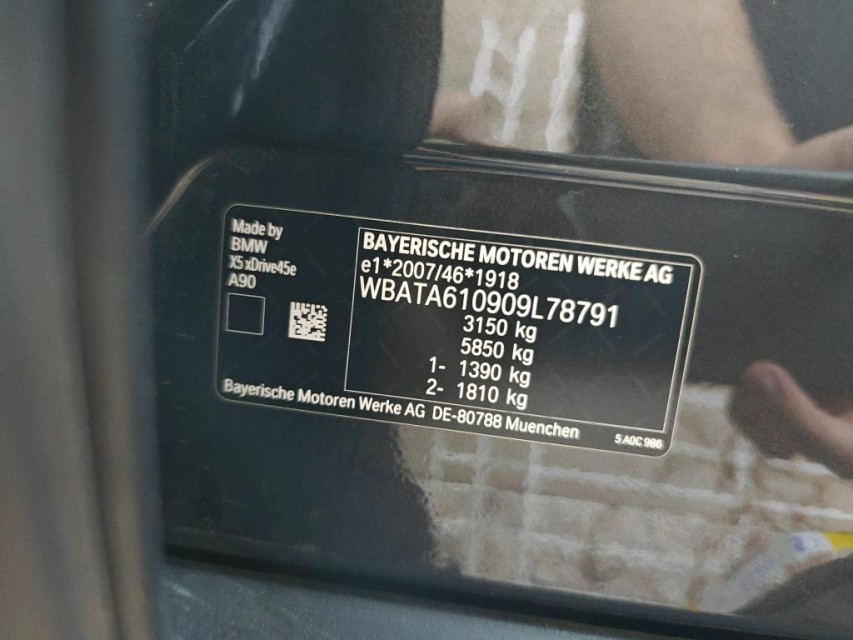 Made by
BMW
X5 xDrive45e
A90
BAYERISCHE MOTOREN WERKE AG
e1*2007/46*1918
WBATA610909L78791
3150 kg
5850 kg
1- 1390 kg
2- 1810 kg
Bayerische Motoren Werke AG DE-80788 Muenchen
5 A0C 986